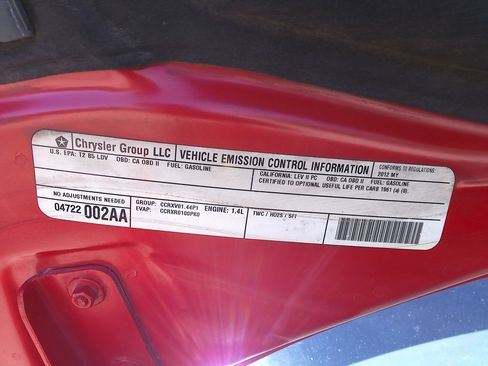 Chrysler Group LLC VEHICLE EMISSION CONTROL INFORMATION CONFORMS TO REGULATIONS:
2012 MY
U.S. EPA: T2 B5 LDV OBD: CA OBD II FUEL: GASOLINE
CALIFORNIA: LEV II PC OBD: CA OBD II FUEL: GASOLINE
CERTIFIED TO OPTIONAL USEFUL LIFE PER CARB 1961 (a) (8).
NO ADJUSTMENTS NEEDED
04722 002AA
GROUP: CCRXV01.44P1 ENGINE: 1.4L
EVAP: CCRXR0100PK0
TWC / HO2S / SFI